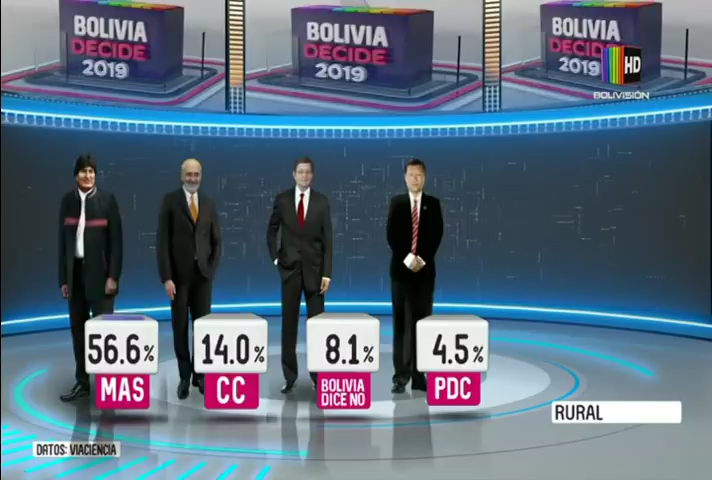 BOLIVIA
DECIDE
2019
BOLIVIA
DECIDE
2019
BOLIVIA
DECIDE
2019
HD
BOLIVISIÓN
56.6%
MAS
14.0%
CC
8.1%
BOLIVIA
DICE NO
4.5%
PDC
RURAL
DATOS: VIACIENCIA